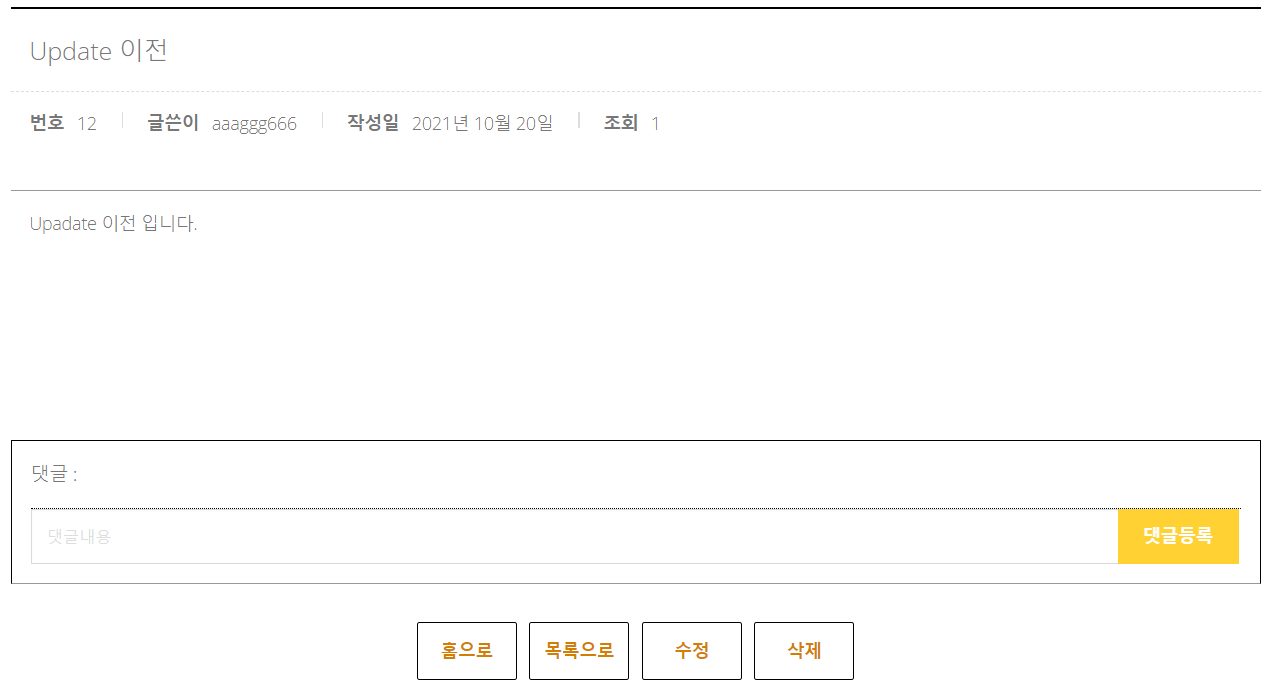 Update 이전
번호 12 글쓴이 aaaggg666 작성일 2021년 10월 20일 조회 1
Upadate 이전 입니다.
댓글 :
댓글내용 댓글등록
홈으로 목록으로 수정 삭제